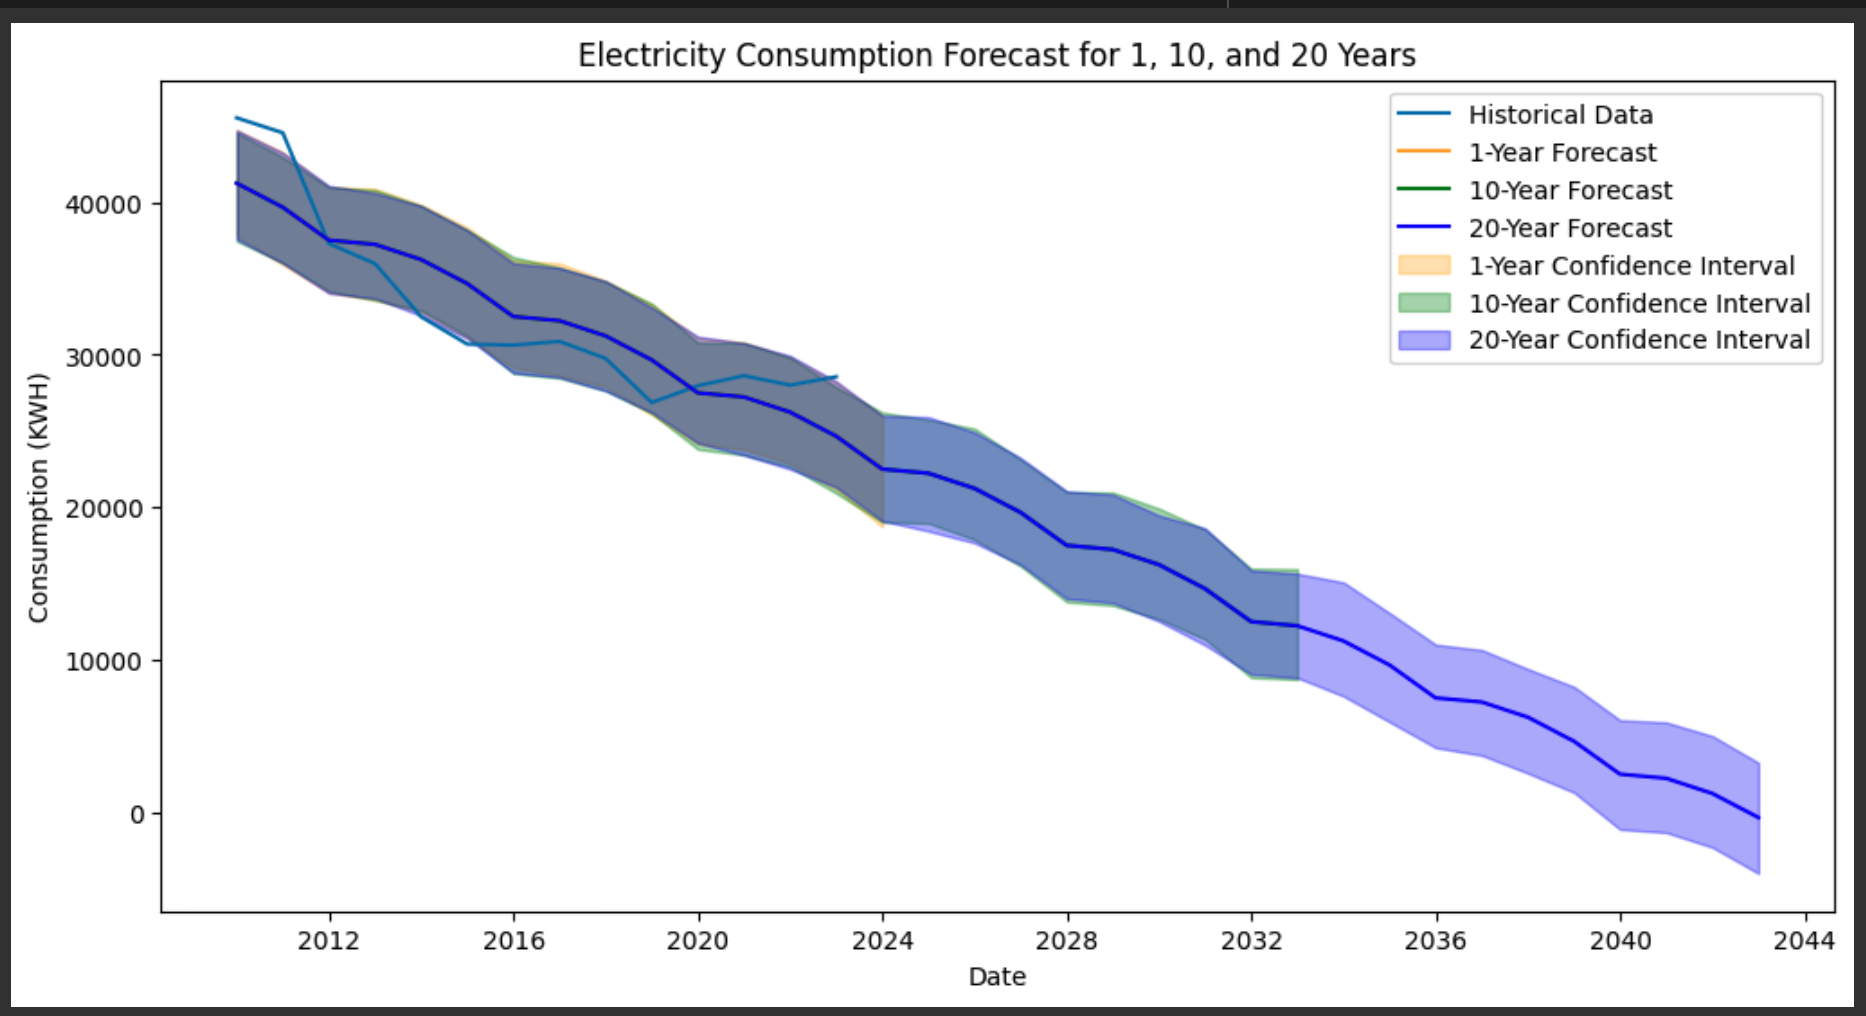 Electricity Consumption Forecast for 1, 10, and 20 Years
Historical Data
1-Year Forecast
10-Year Forecast
20-Year Forecast
1-Year Confidence Interval
10-Year Confidence Interval
20-Year Confidence Interval
Consumption (KWH)
40000
30000
20000
10000
0
2012 2016 2020 2024 2028 2032 2036 2040 2044
Date